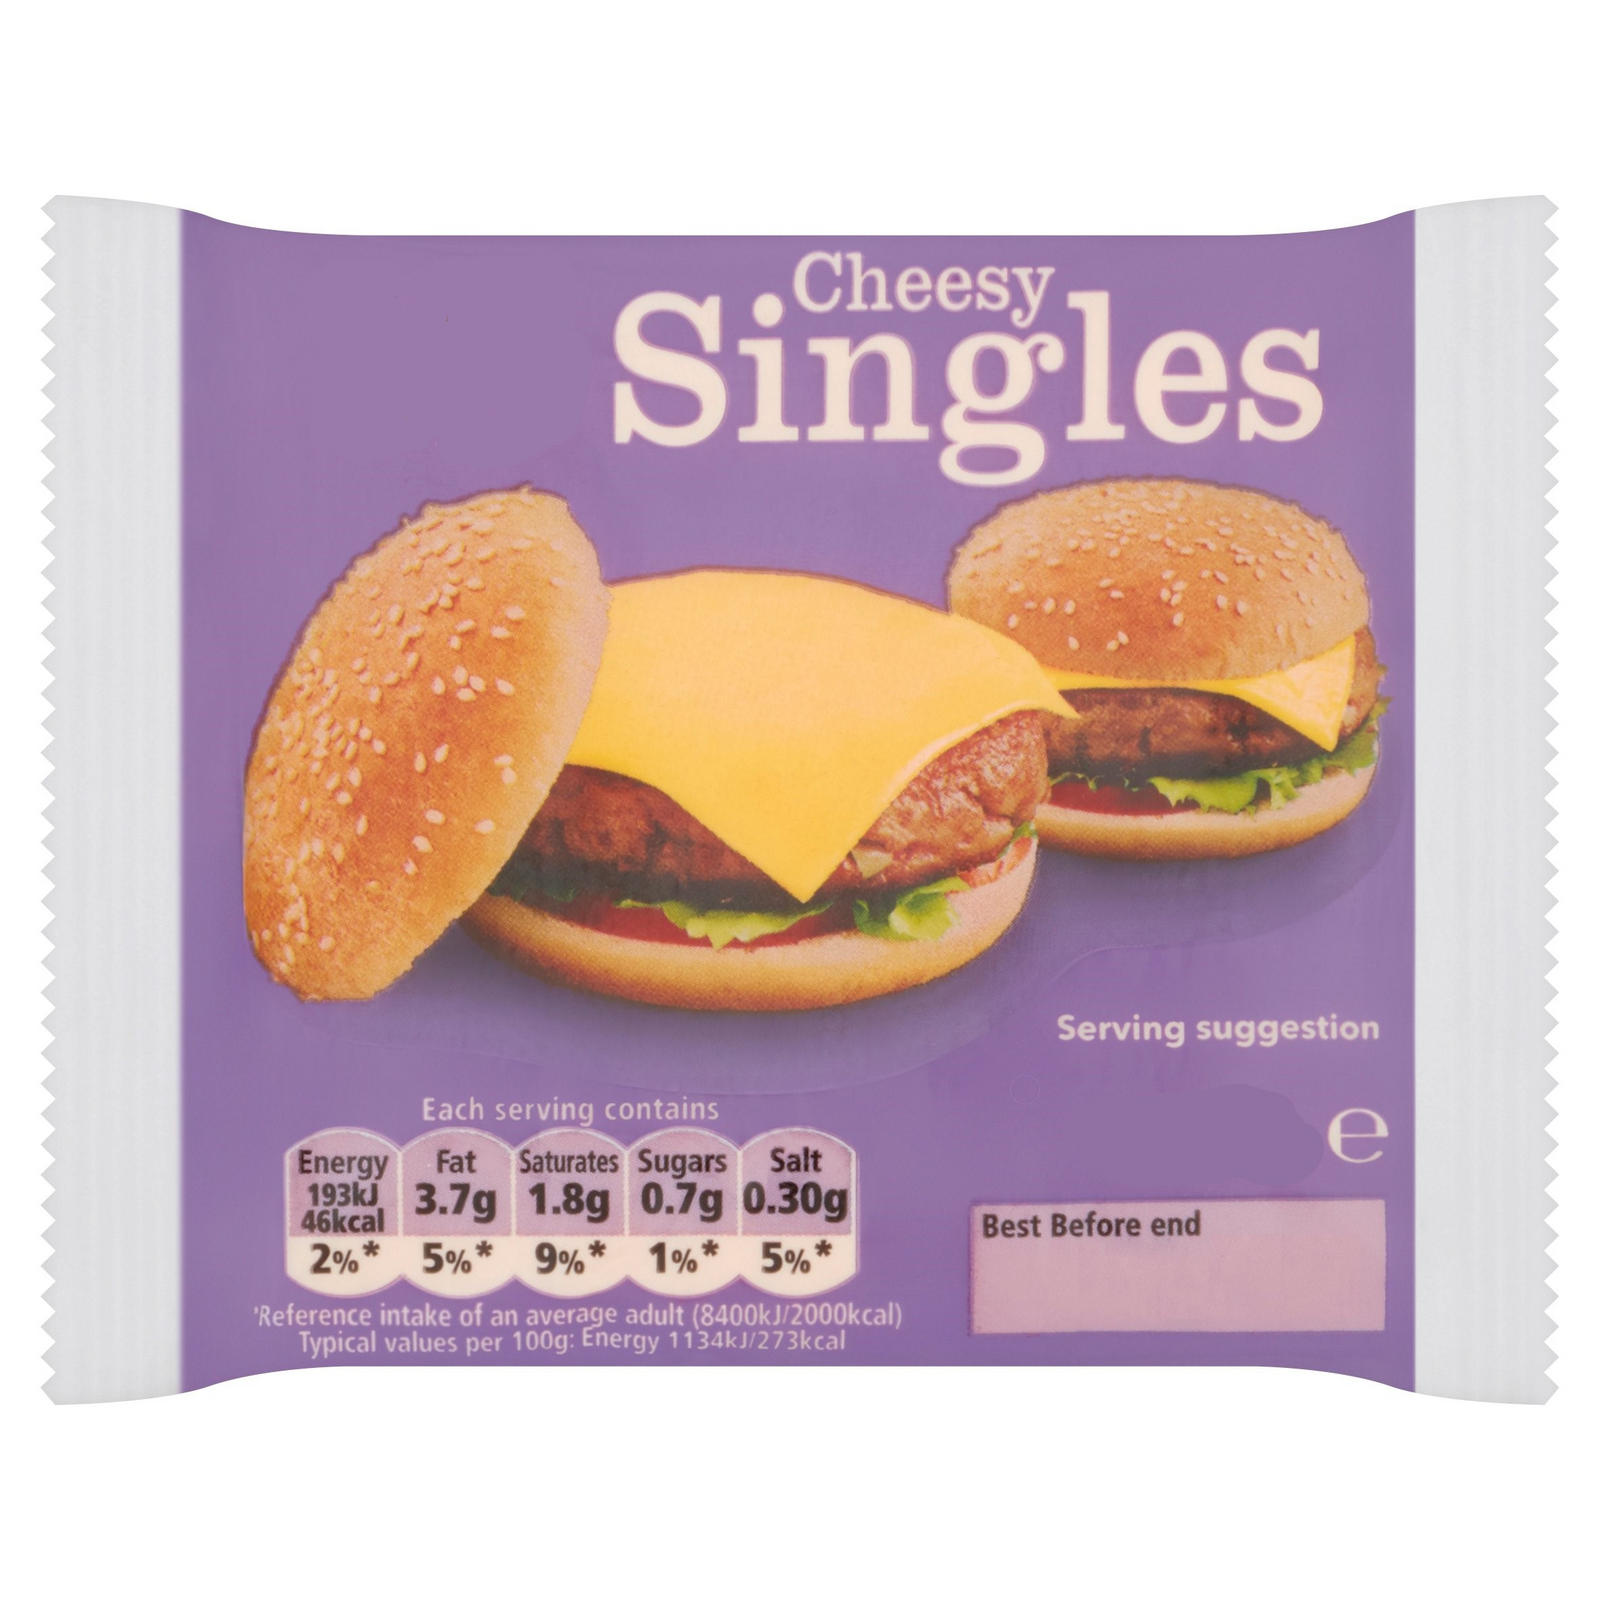 Cheesy
Singles
Serving suggestion
Each serving contains
Energy Fat Saturates Sugars Salt
193kJ 3.7g 1.8g 0.7g 0.30g
46kcal
2%* 5%* 9%* 1%* 5%*
*Reference intake of an average adult (8400kJ/2000kcal)
Typical values per 100g: Energy 1134kJ/273kcal
e
Best Before end